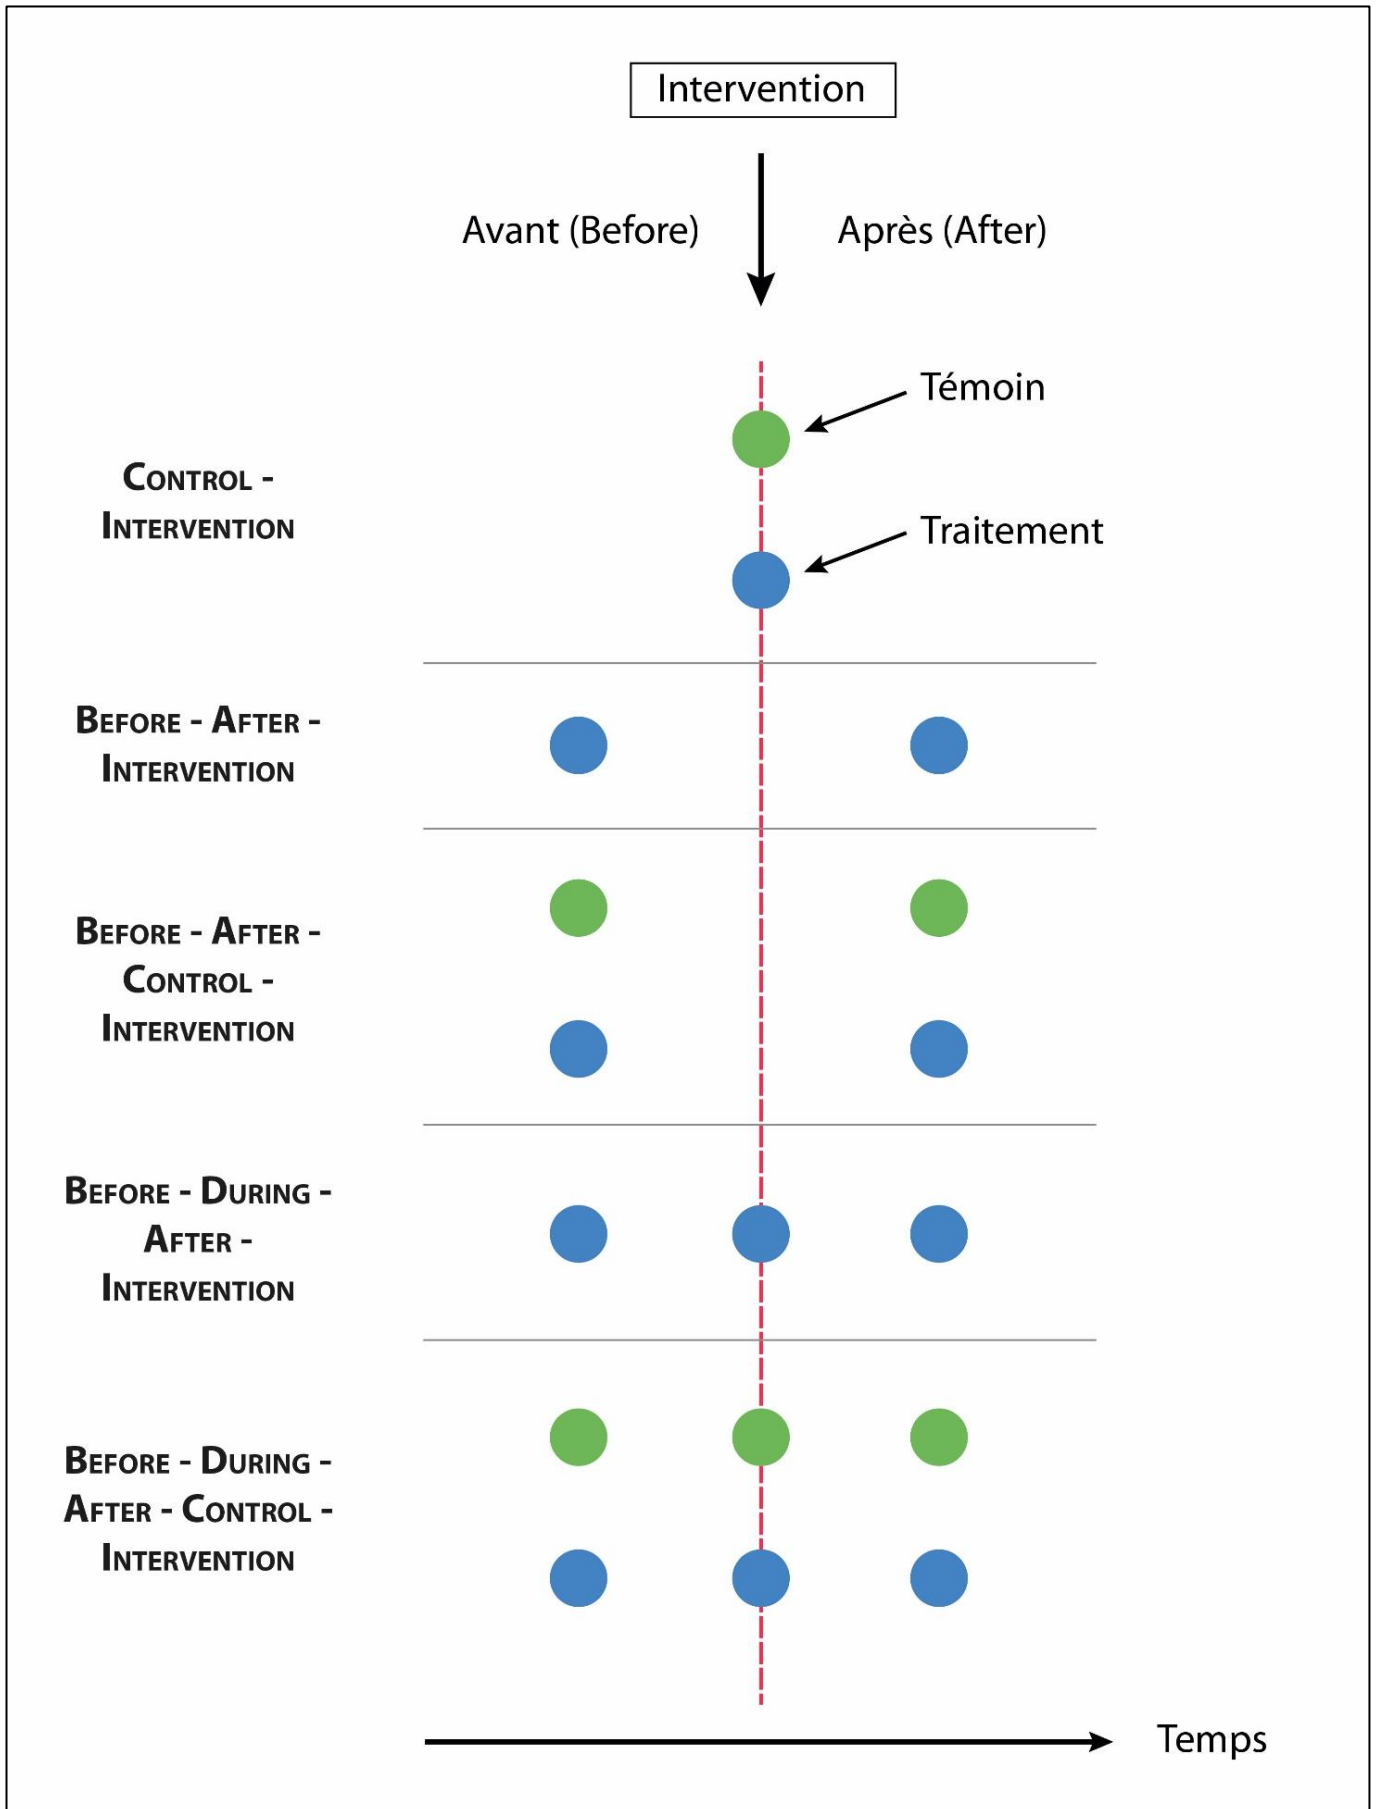 Intervention
Avant (Before)
Après (After)
Témoin
CONTROL -
INTERVENTION
Traitement
BEFORE - AFTER -
INTERVENTION
BEFORE - AFTER -
CONTROL -
INTERVENTION
BEFORE - DURING -
AFTER -
INTERVENTION
BEFORE - DURING -
AFTER - CONTROL -
INTERVENTION
Temps